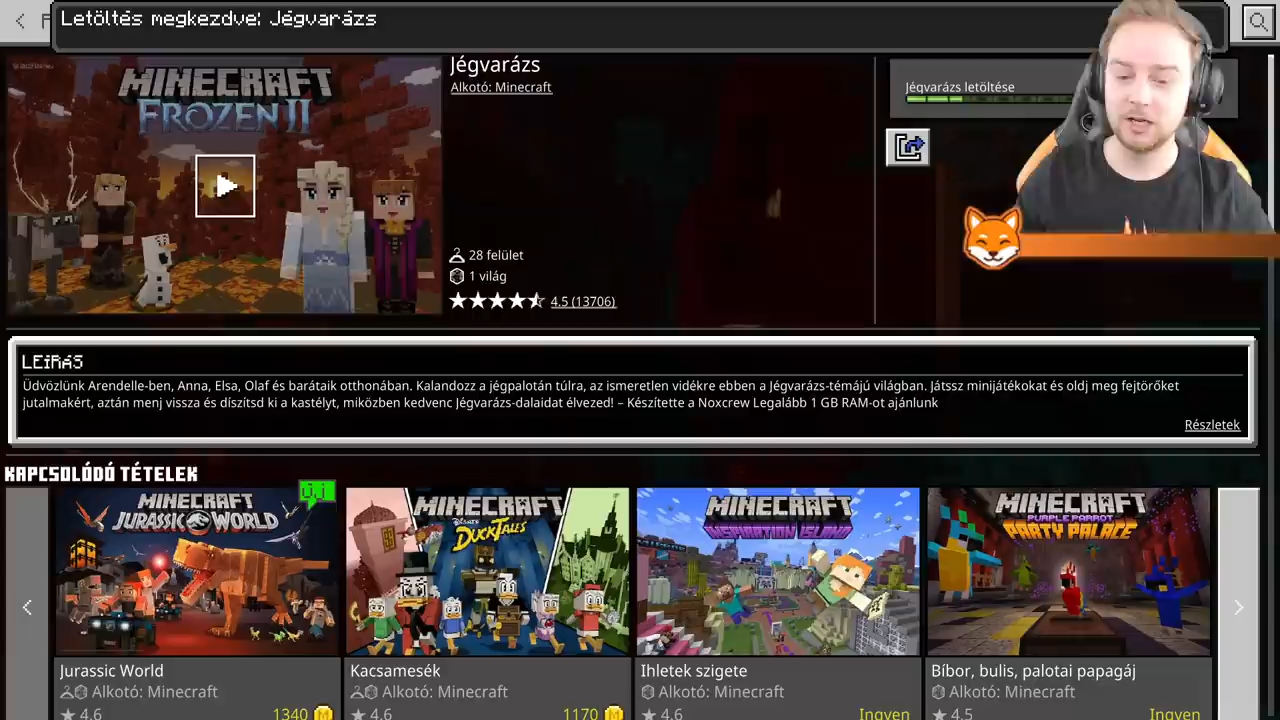 Letöltés megkezdve: Jégvarázs
MINECRAFT
FROZEN II
Jégvarázs
Alkotó: Minecraft
28 felület
1 világ
4.5 (13706)
Jégvarázs letöltése
LEÍRÁS
Üdvözlünk Arendelle-ben, Anna, Elsa, Olaf és barátaik otthonában. Kalandozz a jégpalotán túlra, az ismeretlen vidékre ebben a Jégvarázs-témájú világban. Játssz minijátékokat és oldj meg fejtörőket
jutalmakért, aztán menj vissza és díszítsd ki a kastélyt, miközben kedvenc Jégvarázs-dalaidat élvezed! – Készítette a Noxcrew Legalább 1 GB RAM-ot ajánlunk
Részletek
KAPCSOLÓDÓ TÉTELEK
ÚJ
MINECRAFT
JURASSIC WORLD
MINECRAFT
Disney
DUCKTALES
MINECRAFT
INSPIRATION ISLAND
MINECRAFT
PURPLE PARROT
PARTY PALACE
Jurassic World
Alkotó: Minecraft
4.6
1340
Kacsamesék
Alkotó: Minecraft
4.6
1170
Ihletek szigete
Alkotó: Minecraft
4.6
Ingyen
Bíbor, bulis, palotai papagáj
Alkotó: Minecraft
4.5
Ingyen